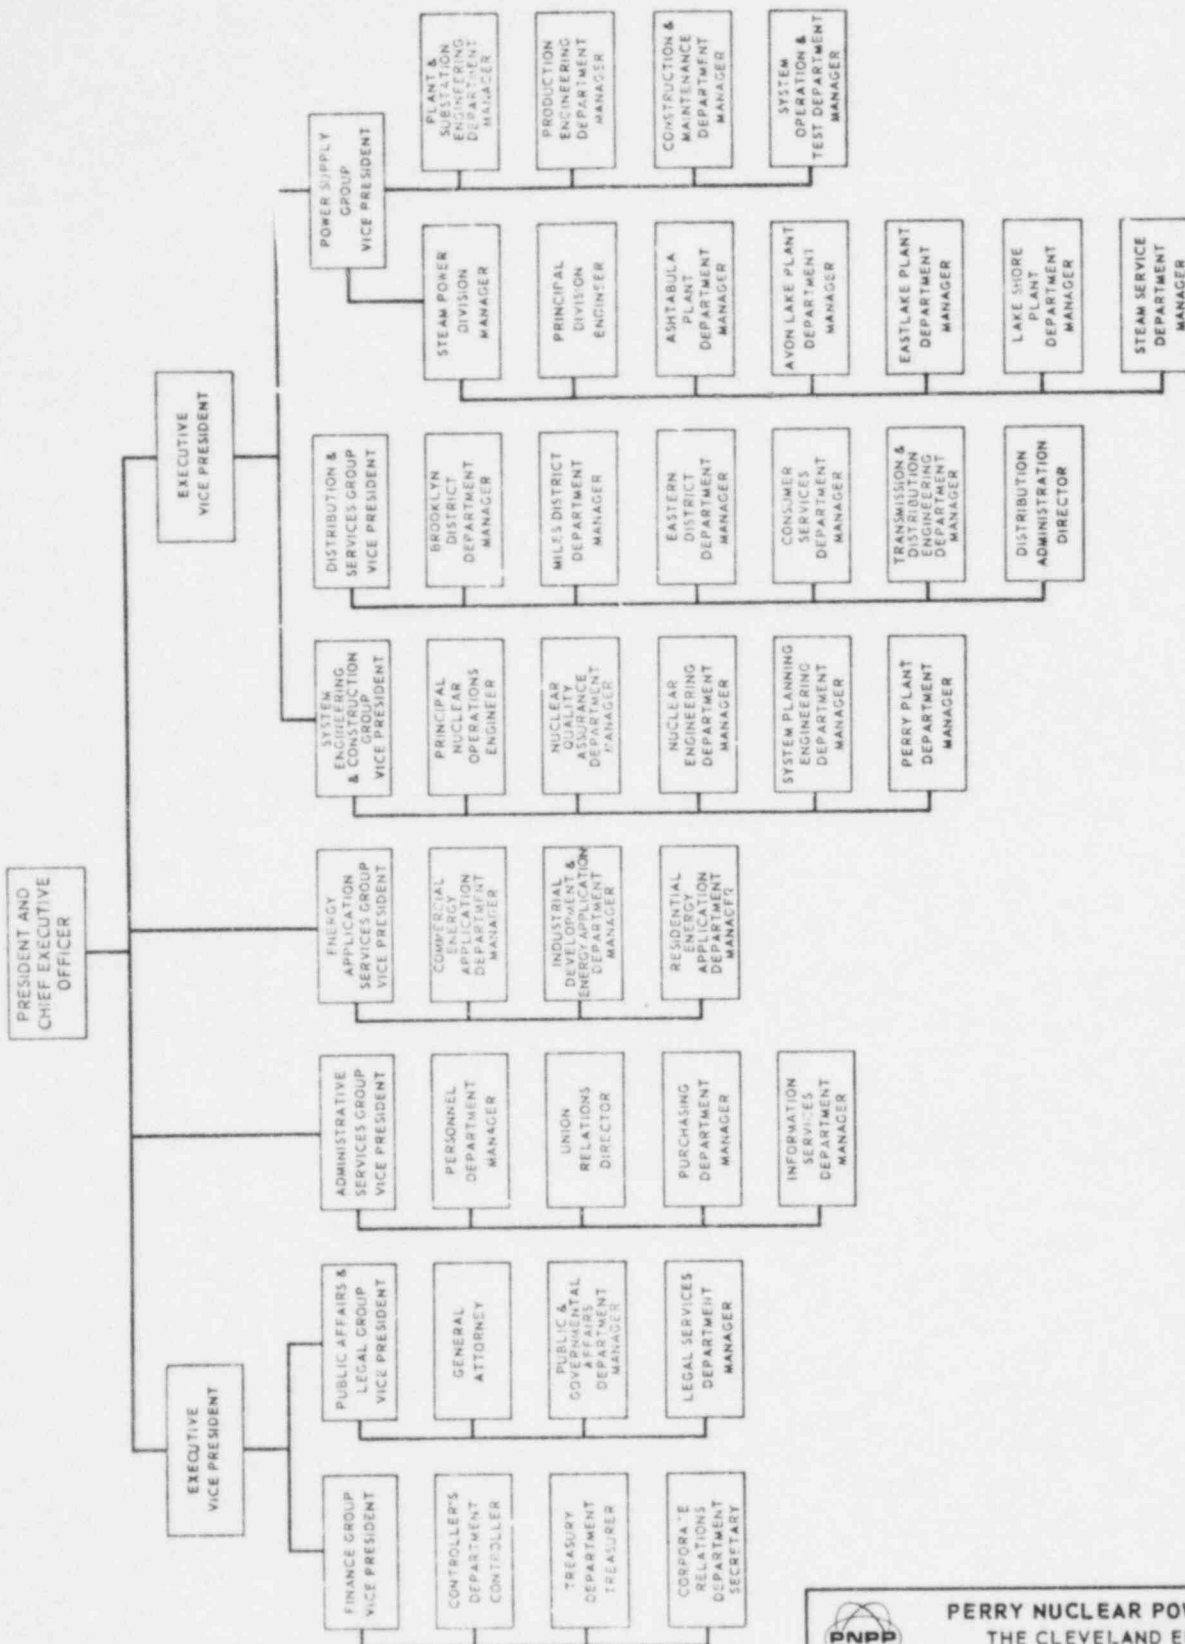 PRESIDENT AND
CHIEF EXECUTIVE
OFFICER
EXECUTIVE
VICE PRESIDENT
FINANCE GROUP
VICE PRESIDENT
CONTROLLER'S
DEPARTMENT
CONTROLLER
TREASURY
DEPARTMENT
TREASURER
CORPORATE
RELATIONS
DEPARTMENT
SECRETARY
PUBLIC AFFAIRS &
LEGAL GROUP
VICE PRESIDENT
GENERAL
ATTORNEY
PUBLIC &
GOVERNMENTAL
AFFAIRS
DEPARTMENT
MANAGER
LEGAL SERVICES
DEPARTMENT
MANAGER
ADMINISTRATIVE
SERVICES GROUP
VICE PRESIDENT
PERSONNEL
DEPARTMENT
MANAGER
UNION
RELATIONS
DIRECTOR
PURCHASING
DEPARTMENT
MANAGER
INFORMATION
SERVICES
DEPARTMENT
MANAGER
ENERGY
APPLICATION
SERVICES GROUP
VICE PRESIDENT
COMMERCIAL
ENERGY
APPLICATION
DEPARTMENT
MANAGER
INDUSTRIAL
DEVELOPMENT &
ENERGY APPLICATION
DEPARTMENT
MANAGER
RESIDENTIAL
ENERGY
APPLICATION
DEPARTMENT
MANAGER
EXECUTIVE
VICE PRESIDENT
SYSTEM
ENGINEERING
& CONSTRUCTION
GROUP
VICE PRESIDENT
PRINCIPAL
NUCLEAR
OPERATIONS
ENGINEER
NUCLEAR
QUALITY
ASSURANCE
DEPARTMENT
MANAGER
NUCLEAR
ENGINEERING
DEPARTMENT
MANAGER
SYSTEM PLANNING
ENGINEERING
DEPARTMENT
MANAGER
PERRY PLANT
DEPARTMENT
MANAGER
DISTRIBUTION &
SERVICES GROUP
VICE PRESIDENT
BROOKLYN
DISTRICT
DEPARTMENT
MANAGER
MILES DISTRICT
DEPARTMENT
MANAGER
EASTERN
DISTRICT
DEPARTMENT
MANAGER
CONSUMER
SERVICES
DEPARTMENT
MANAGER
TRANSMISSION &
DISTRIBUTION
ENGINEERING
DEPARTMENT
MANAGER
DISTRIBUTION
ADMINISTRATION
DIRECTOR
POWER SUPPLY
GROUP
VICE PRESIDENT
STEAM POWER
DIVISION
MANAGER
PRINCIPAL
DIVISION
ENGINEER
ASHTABULA
PLANT
DEPARTMENT
MANAGER
AVON LAKE PLANT
DEPARTMENT
MANAGER
EASTLAKE PLANT
DEPARTMENT
MANAGER
LAKE SHORE
PLANT
DEPARTMENT
MANAGER
STEAM SERVICE
DEPARTMENT
MANAGER
PLANT &
SUBSTATION
ENGINEERING
DEPARTMENT
MANAGER
PRODUCTION
ENGINEERING
DEPARTMENT
MANAGER
CONSTRUCTION &
MAINTENANCE
DEPARTMENT
MANAGER
SYSTEM
OPERATION &
TEST DEPARTMENT
MANAGER
PNPP
PERRY NUCLEAR POW
THE CLEVELAND E